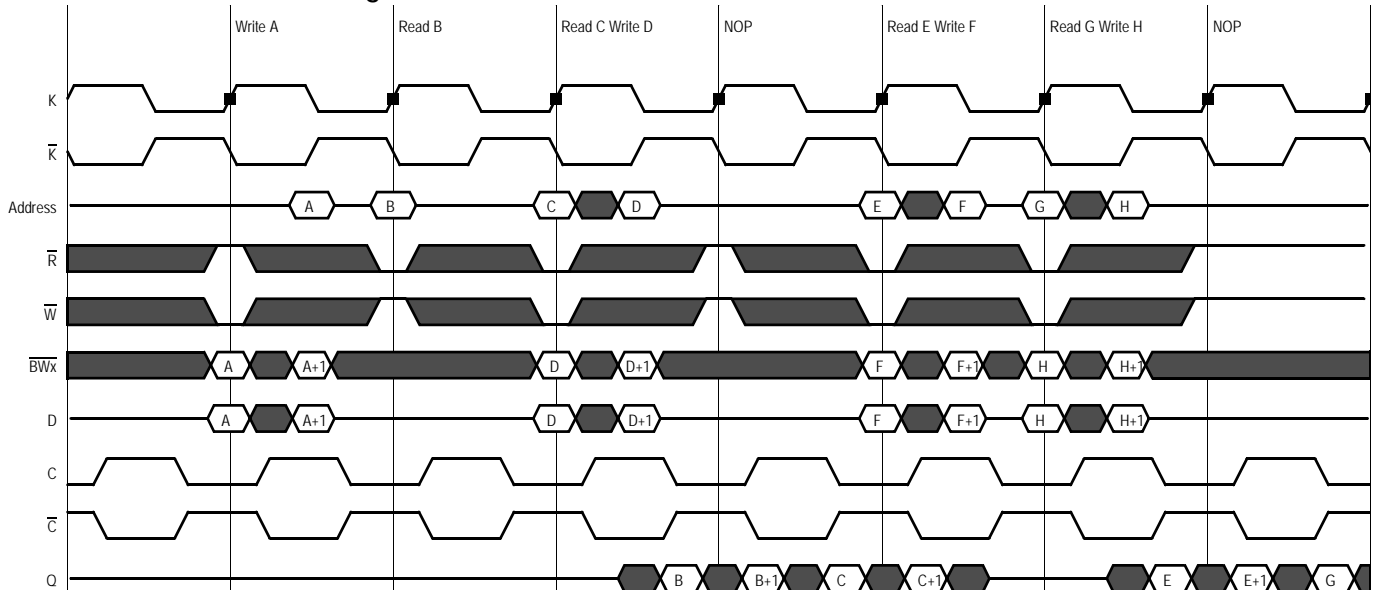 Write A Read B Read C Write D NOP Read E Write F Read G Write H NOP
K
K
Address A B C D E F G H
R
W
BWx A A+1 D D+1 F F+1 H H+1
D A A+1 D D+1 F F+1 H H+1
C
C
Q B B+1 C C+1 E E+1 G